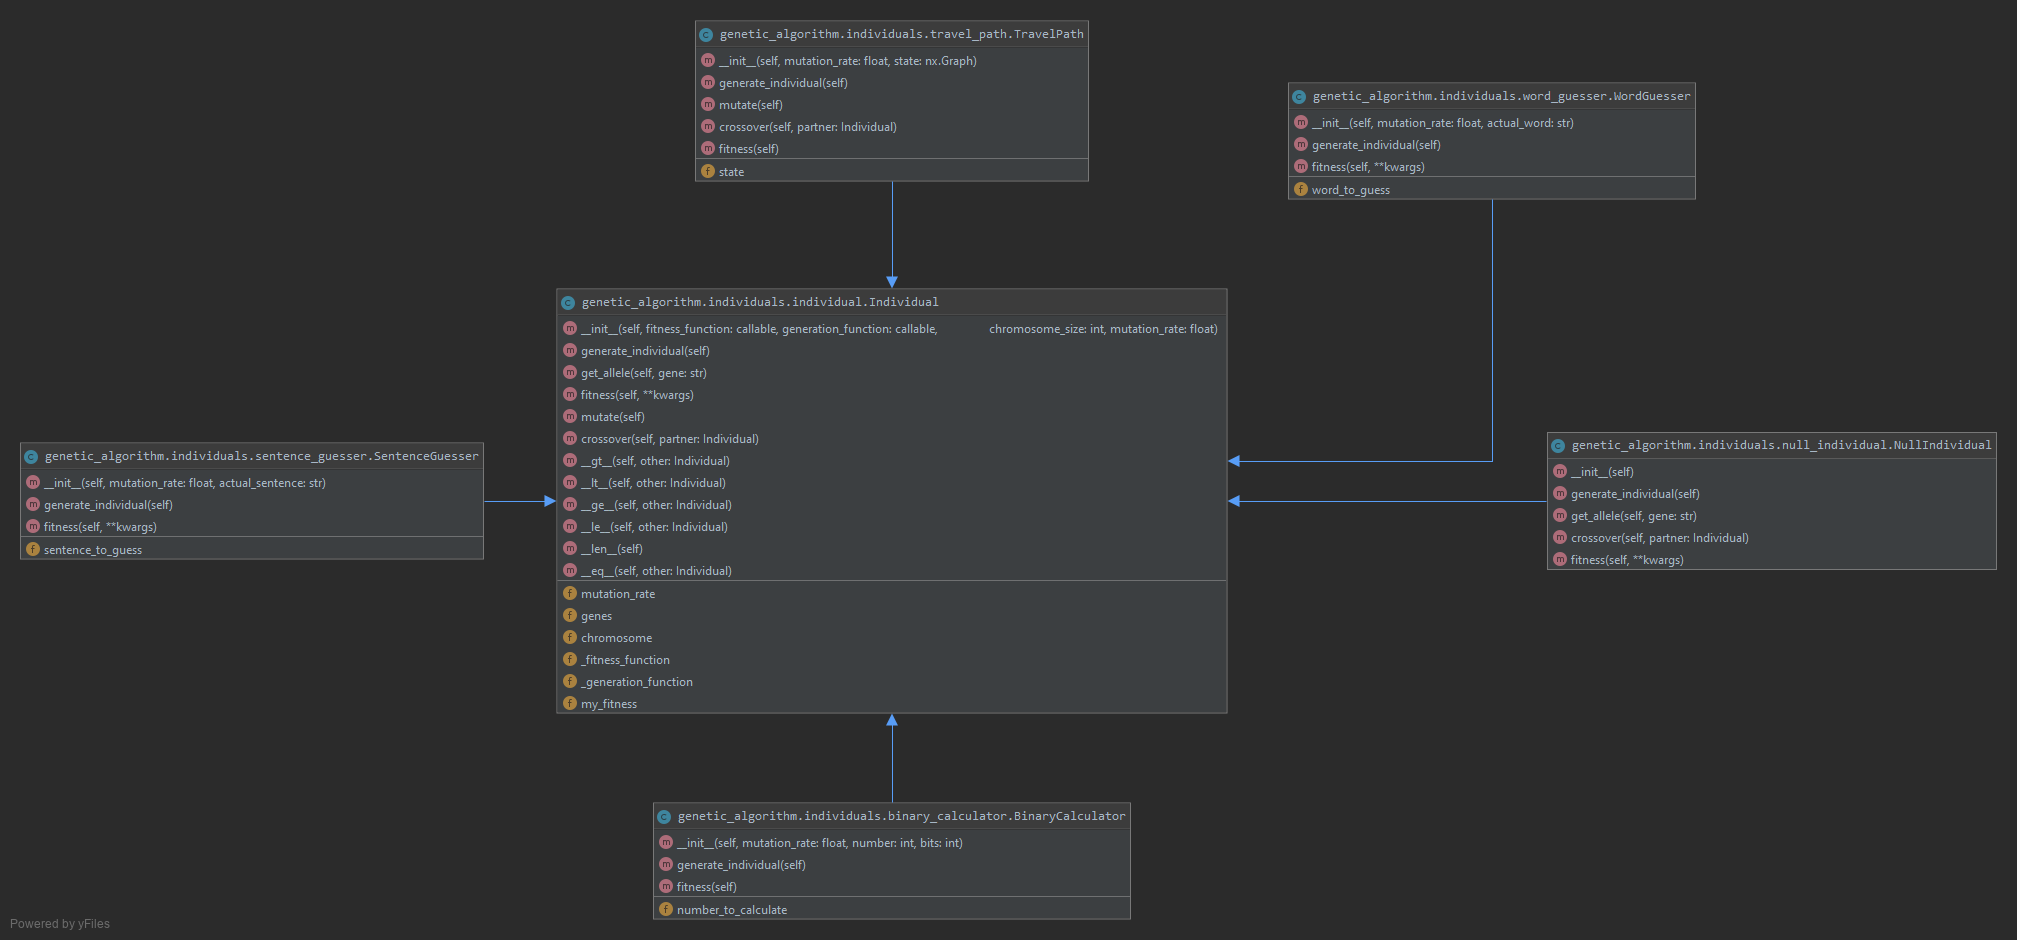 genetic_algorithm.individuals.travel_path.TravelPath
__init__(self, mutation_rate: float, state: nx.Graph)
generate_individual(self)
mutate(self)
crossover(self, partner: Individual)
fitness(self)
state
genetic_algorithm.individuals.word_guesser.WordGuesser
__init__(self, mutation_rate: float, actual_word: str)
generate_individual(self)
fitness(self, **kwargs)
word_to_guess
genetic_algorithm.individuals.individual.Individual
__init__(self, fitness_function: callable, generation_function: callable, chromosome_size: int, mutation_rate: float)
generate_individual(self)
get_allele(self, gene: str)
fitness(self, **kwargs)
mutate(self)
crossover(self, partner: Individual)
__gt__(self, other: Individual)
__lt__(self, other: Individual)
__ge__(self, other: Individual)
__le__(self, other: Individual)
__len__(self)
__eq__(self, other: Individual)
mutation_rate
genes
chromosome
_fitness_function
_generation_function
my_fitness
genetic_algorithm.individuals.sentence_guesser.SentenceGuesser
__init__(self, mutation_rate: float, actual_sentence: str)
generate_individual(self)
fitness(self, **kwargs)
sentence_to_guess
genetic_algorithm.individuals.null_individual.NullIndividual
__init__(self)
generate_individual(self)
get_allele(self, gene: str)
crossover(self, partner: Individual)
fitness(self, **kwargs)
genetic_algorithm.individuals.binary_calculator.BinaryCalculator
__init__(self, mutation_rate: float, number: int, bits: int)
generate_individual(self)
fitness(self)
number_to_calculate
Powered by yFiles